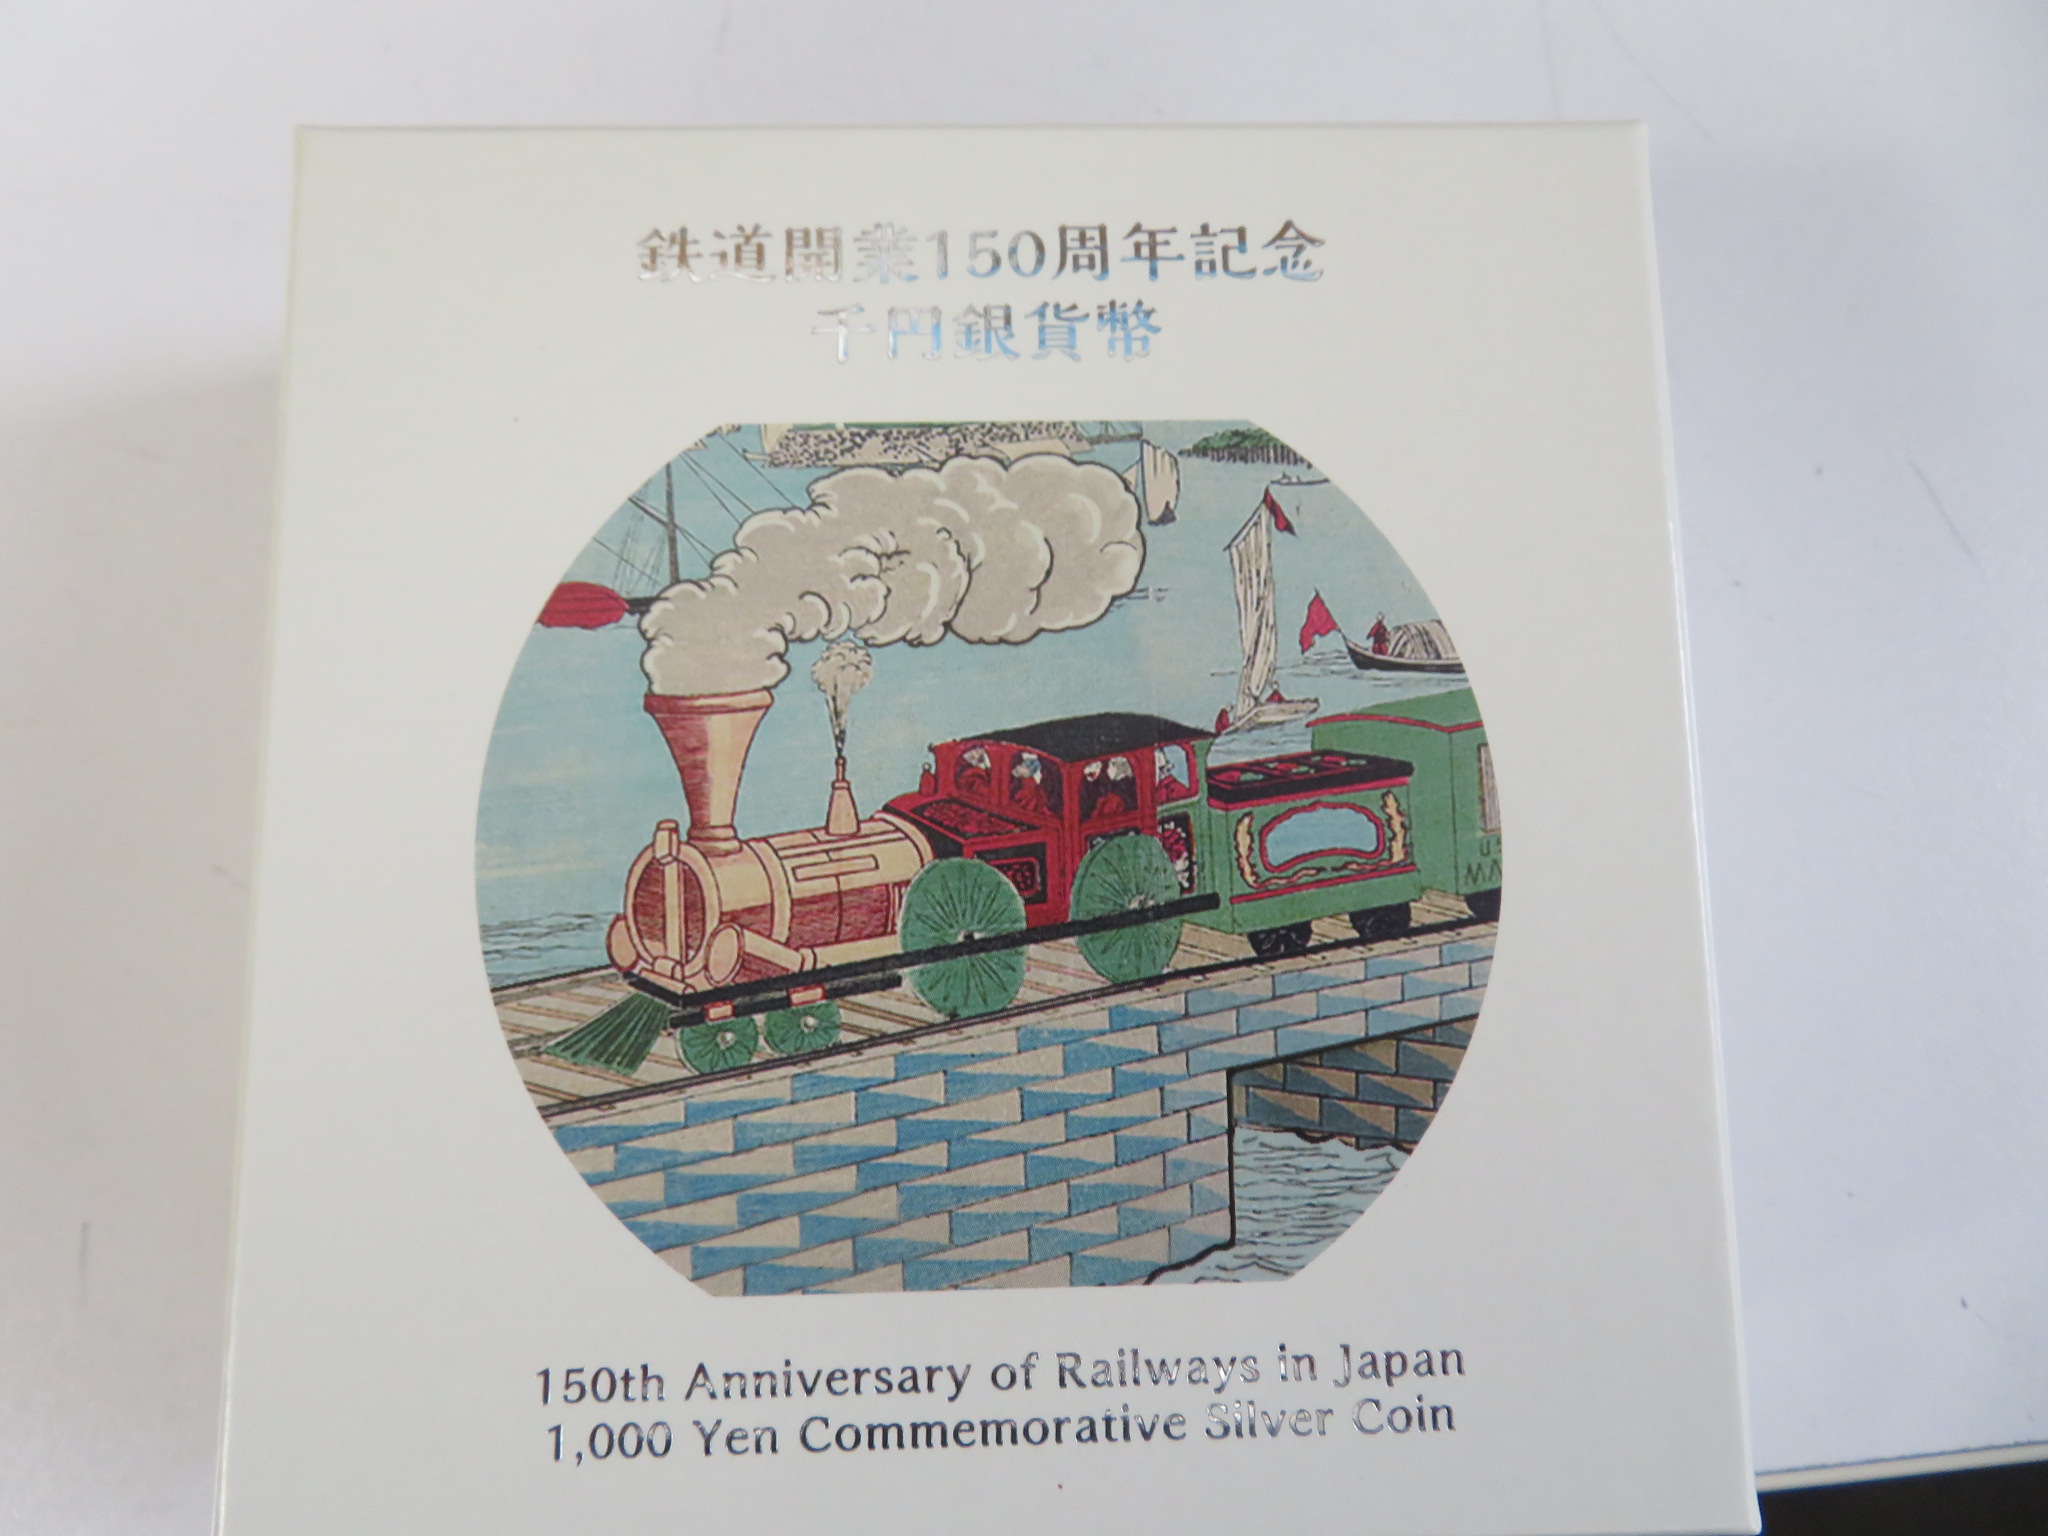 鉄道開業150周年記念
千円銀貨幣
150th Anniversary of Railways in Japan
1,000 Yen Commemorative Silver Coin